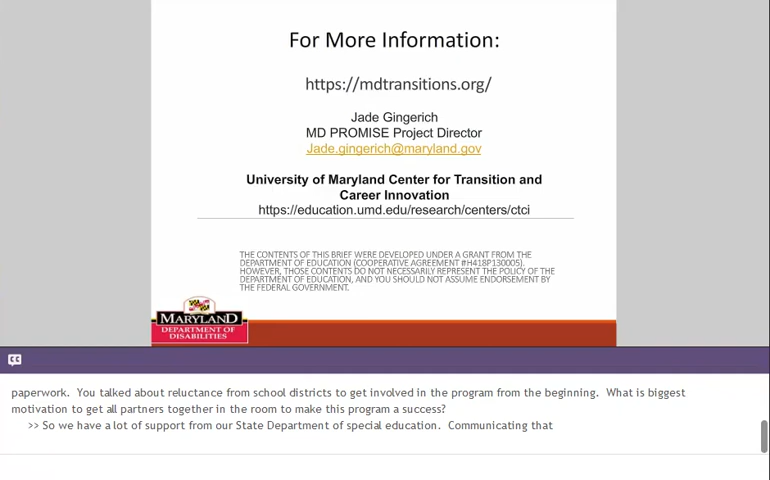 For More Information:
https://mdtransitions.org/
Jade Gingerich
MD PROMISE Project Director
Jade.gingerich@maryland.gov
University of Maryland Center for Transition and
Career Innovation
https://education.umd.edu/research/centers/ctci
THE CONTENTS OF THIS BRIEF WERE DEVELOPED UNDER A GRANT FROM THE
DEPARTMENT OF EDUCATION (COOPERATIVE AGREEMENT #H418P130005).
HOWEVER, THOSE CONTENTS DO NOT NECESSARILY REPRESENT THE POLICY OF THE
DEPARTMENT OF EDUCATION, AND YOU SHOULD NOT ASSUME ENDORSEMENT BY
THE FEDERAL GOVERNMENT.
MARYLAND
DEPARTMENT OF
DISABILITIES
CC
paperwork.  You talked about reluctance from school districts to get involved in the program from the beginning.  What is biggest
motivation to get all partners together in the room to make this program a success?
>> So we have a lot of support from our State Department of special education.  Communicating that